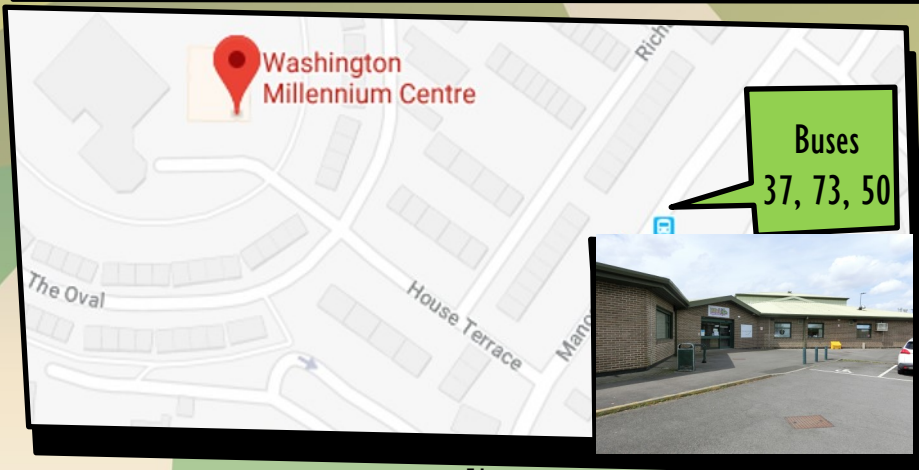 Washington
Millennium Centre
Buses
37, 73, 50
The Oval
House Terrace